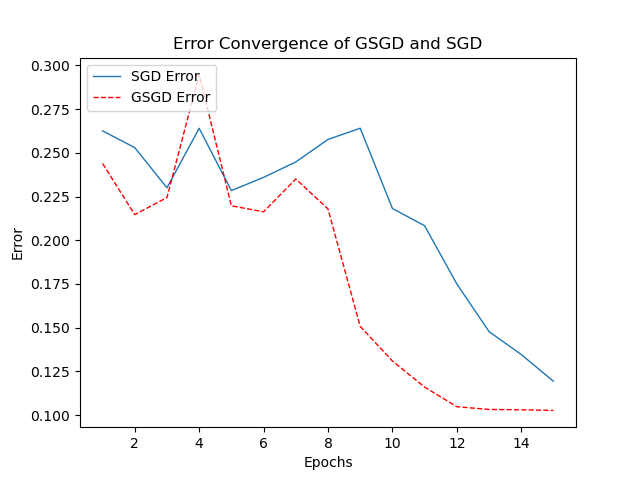 Error Convergence of GSGD and SGD
SGD Error
GSGD Error
0.300
0.275
0.250
0.225
0.200
0.175
0.150
0.125
0.100
Error
2 4 6 8 10 12 14
Epochs